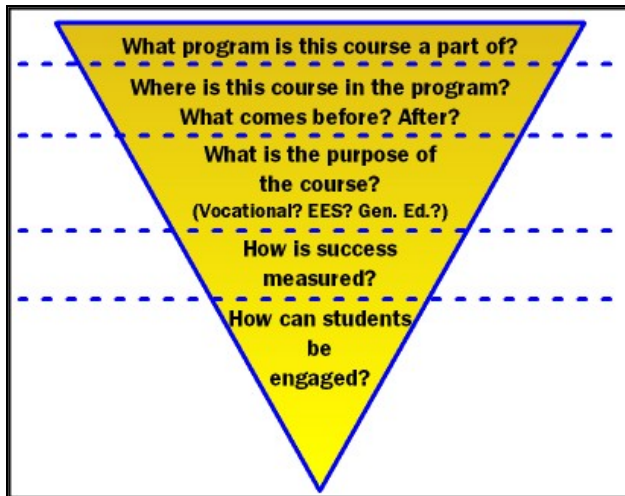 What program is this course a part of?
Where is this course in the program?
What comes before? After?
What is the purpose of
the course?
(Vocational? EES? Gen. Ed.?)
How is success
measured?
How can students
be
engaged?